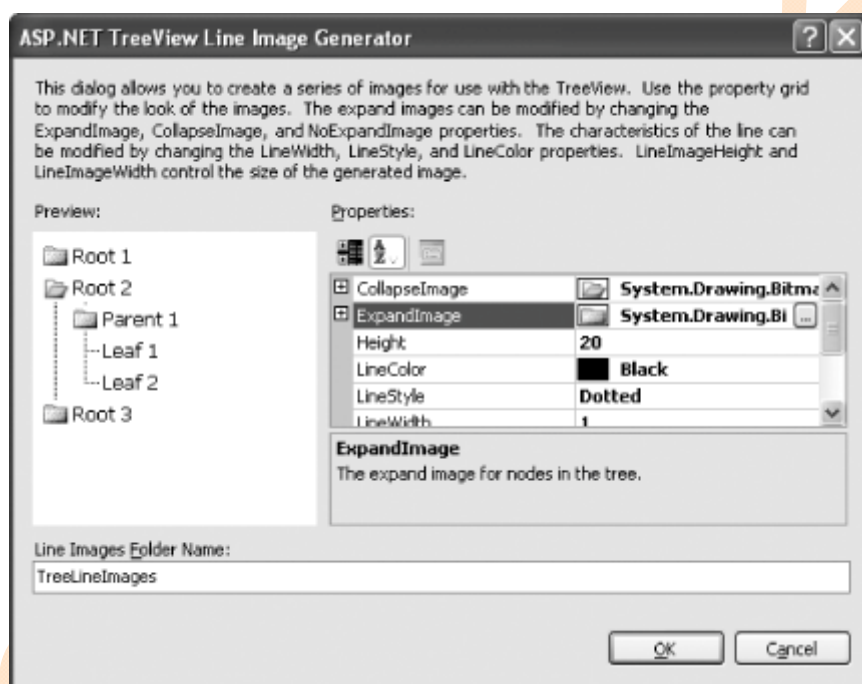 ASP.NET TreeView Line Image Generator
This dialog allows you to create a series of images for use with the TreeView. Use the property grid
to modify the look of the images. The expand images can be modified by changing the
ExpandImage, CollapseImage, and NoExpandImage properties. The characteristics of the line can
be modified by changing the LineWidth, LineStyle, and LineColor properties. LineImageHeight and
LineImageWidth control the size of the generated image.
Preview:
Root 1
Root 2
Parent 1
Leaf 1
Leaf 2
Root 3
Properties:
CollapseImage System.Drawing.Bitma
ExpandImage System.Drawing.Bi ...
Height 20
LineColor Black
LineStyle Dotted
LineWidth 1
ExpandImage
The expand image for nodes in the tree.
Line Images Folder Name:
TreeLineImages
OK Cancel